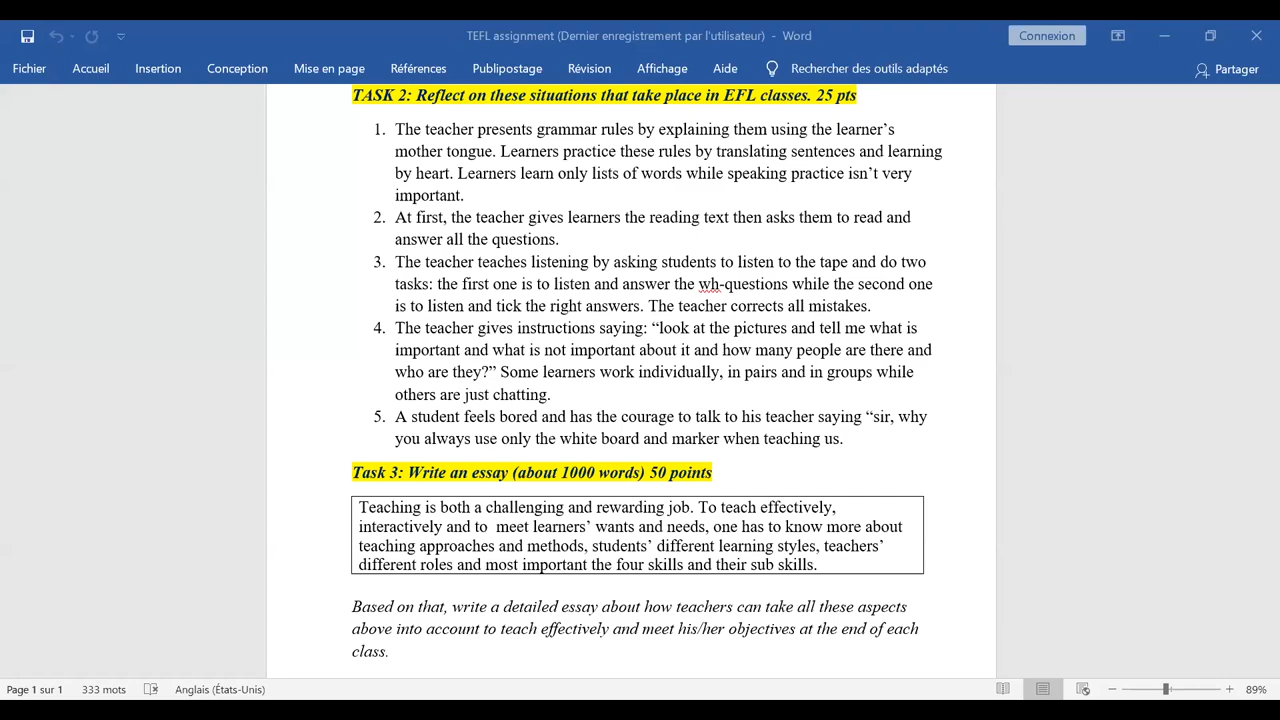 TEFL assignment (Dernier enregistrement par l'utilisateur) - Word
Connexion
Fichier Accueil Insertion Conception Mise en page Références Publipostage Révision Affichage Aide Rechercher des outils adaptés Partager
TASK 2: Reflect on these situations that take place in EFL classes. 25 pts
1. The teacher presents grammar rules by explaining them using the learner's
mother tongue. Learners practice these rules by translating sentences and learning
by heart. Learners learn only lists of words while speaking practice isn't very
important.
2. At first, the teacher gives learners the reading text then asks them to read and
answer all the questions.
3. The teacher teaches listening by asking students to listen to the tape and do two
tasks: the first one is to listen and answer the wh-questions while the second one
is to listen and tick the right answers. The teacher corrects all mistakes.
4. The teacher gives instructions saying: “look at the pictures and tell me what is
important and what is not important about it and how many people are there and
who are they?” Some learners work individually, in pairs and in groups while
others are just chatting.
5. A student feels bored and has the courage to talk to his teacher saying “sir, why
you always use only the white board and marker when teaching us.
Task 3: Write an essay (about 1000 words) 50 points
Teaching is both a challenging and rewarding job. To teach effectively,
interactively and to meet learners' wants and needs, one has to know more about
teaching approaches and methods, students' different learning styles, teachers'
different roles and most important the four skills and their sub skills.
Based on that, write a detailed essay about how teachers can take all these aspects
above into account to teach effectively and meet his/her objectives at the end of each
class.
Page 1 sur 1 333 mots Anglais (États-Unis) 89%